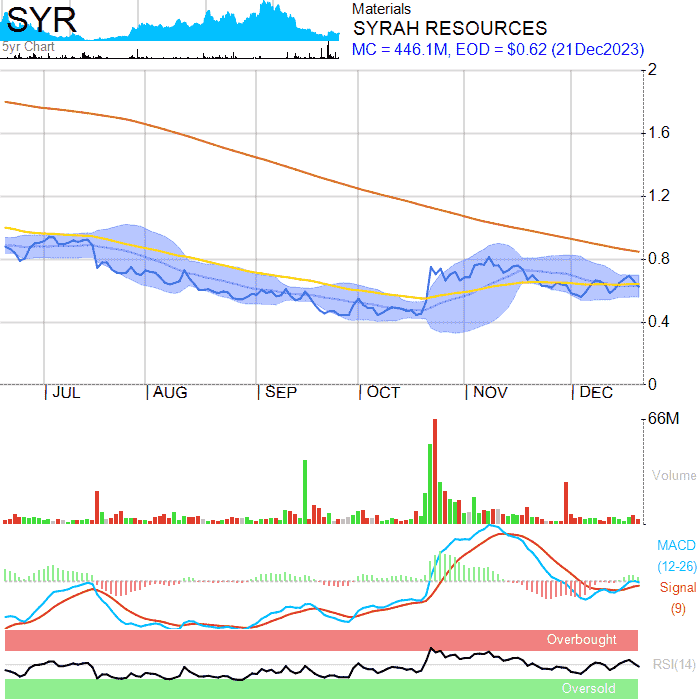 SYR
5yr Chart
Materials
SYRAH RESOURCES
MC = 446.1M, EOD = $0.62 (21Dec2023)
2
1.6
1.2
0.8
0.4
0
JUL AUG SEP OCT NOV DEC
66M
Volume
MACD
(12-26)
Signal
(9)
Overbought
RSI(14)
Oversold